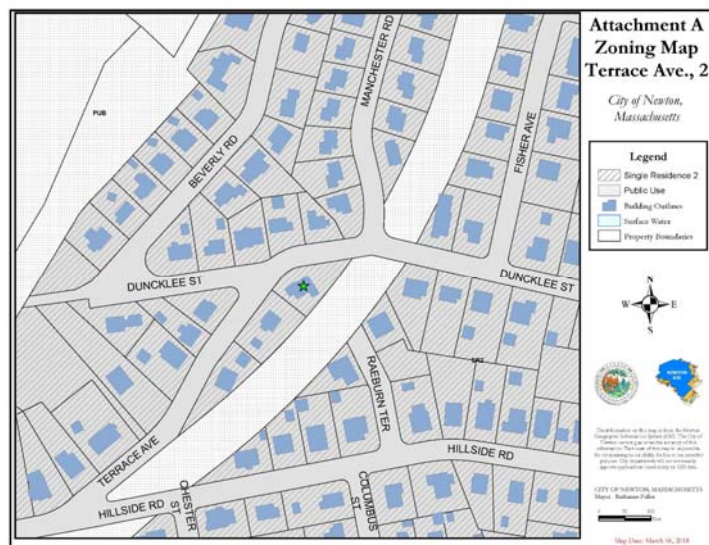 Attachment A
Zoning Map
Terrace Ave., 2
City of Newton,
Massachusetts
Legend
Single Residence 2
Public Use
Building Outlines
Surface Water
Property Boundaries
N
W E
S
CITY OF NEWTON, MASSACHUSETTS
Mayor - Ruthanne Fuller
Map Date: March 06, 2018
PUB
BEVERLY RD
MANCHESTER RD
FISHER AVE
DUNCKLEE ST
DUNCKLEE ST
SR2
RAEBURN TER
TERRACE AVE
HILLSIDE RD
HILLSIDE RD
CHESTER ST
COLUMBUS ST